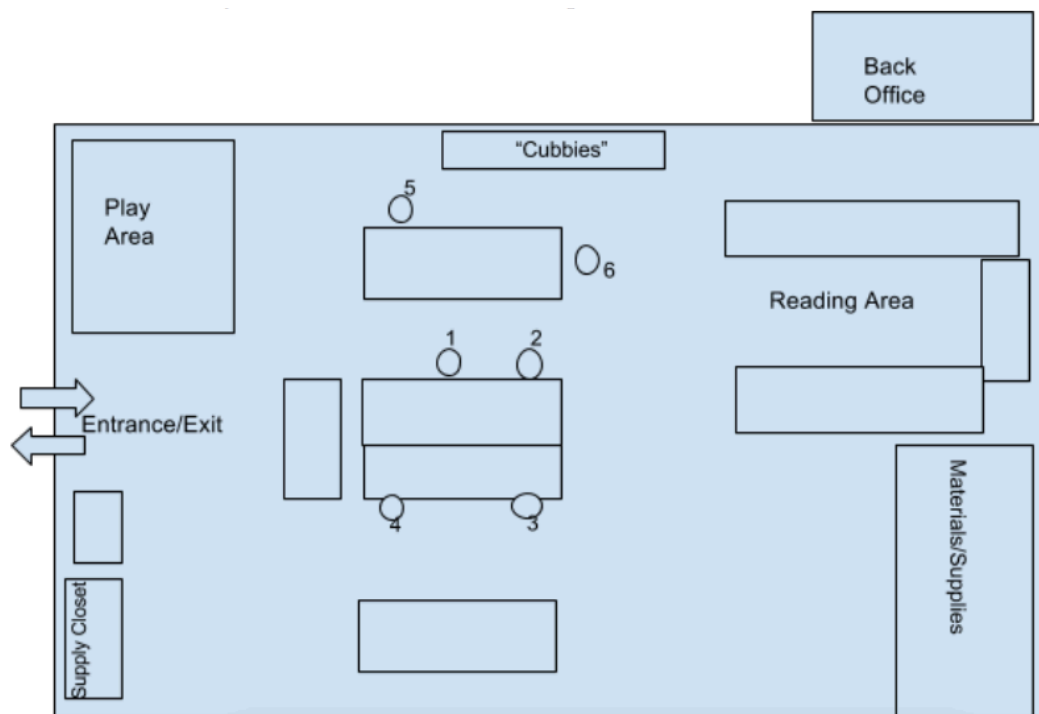 Back
Office
“Cubbies”
Play
Area
5
6
Reading Area
1
2
Entrance/Exit
4
3
Materials/Supplies
Supply Closet